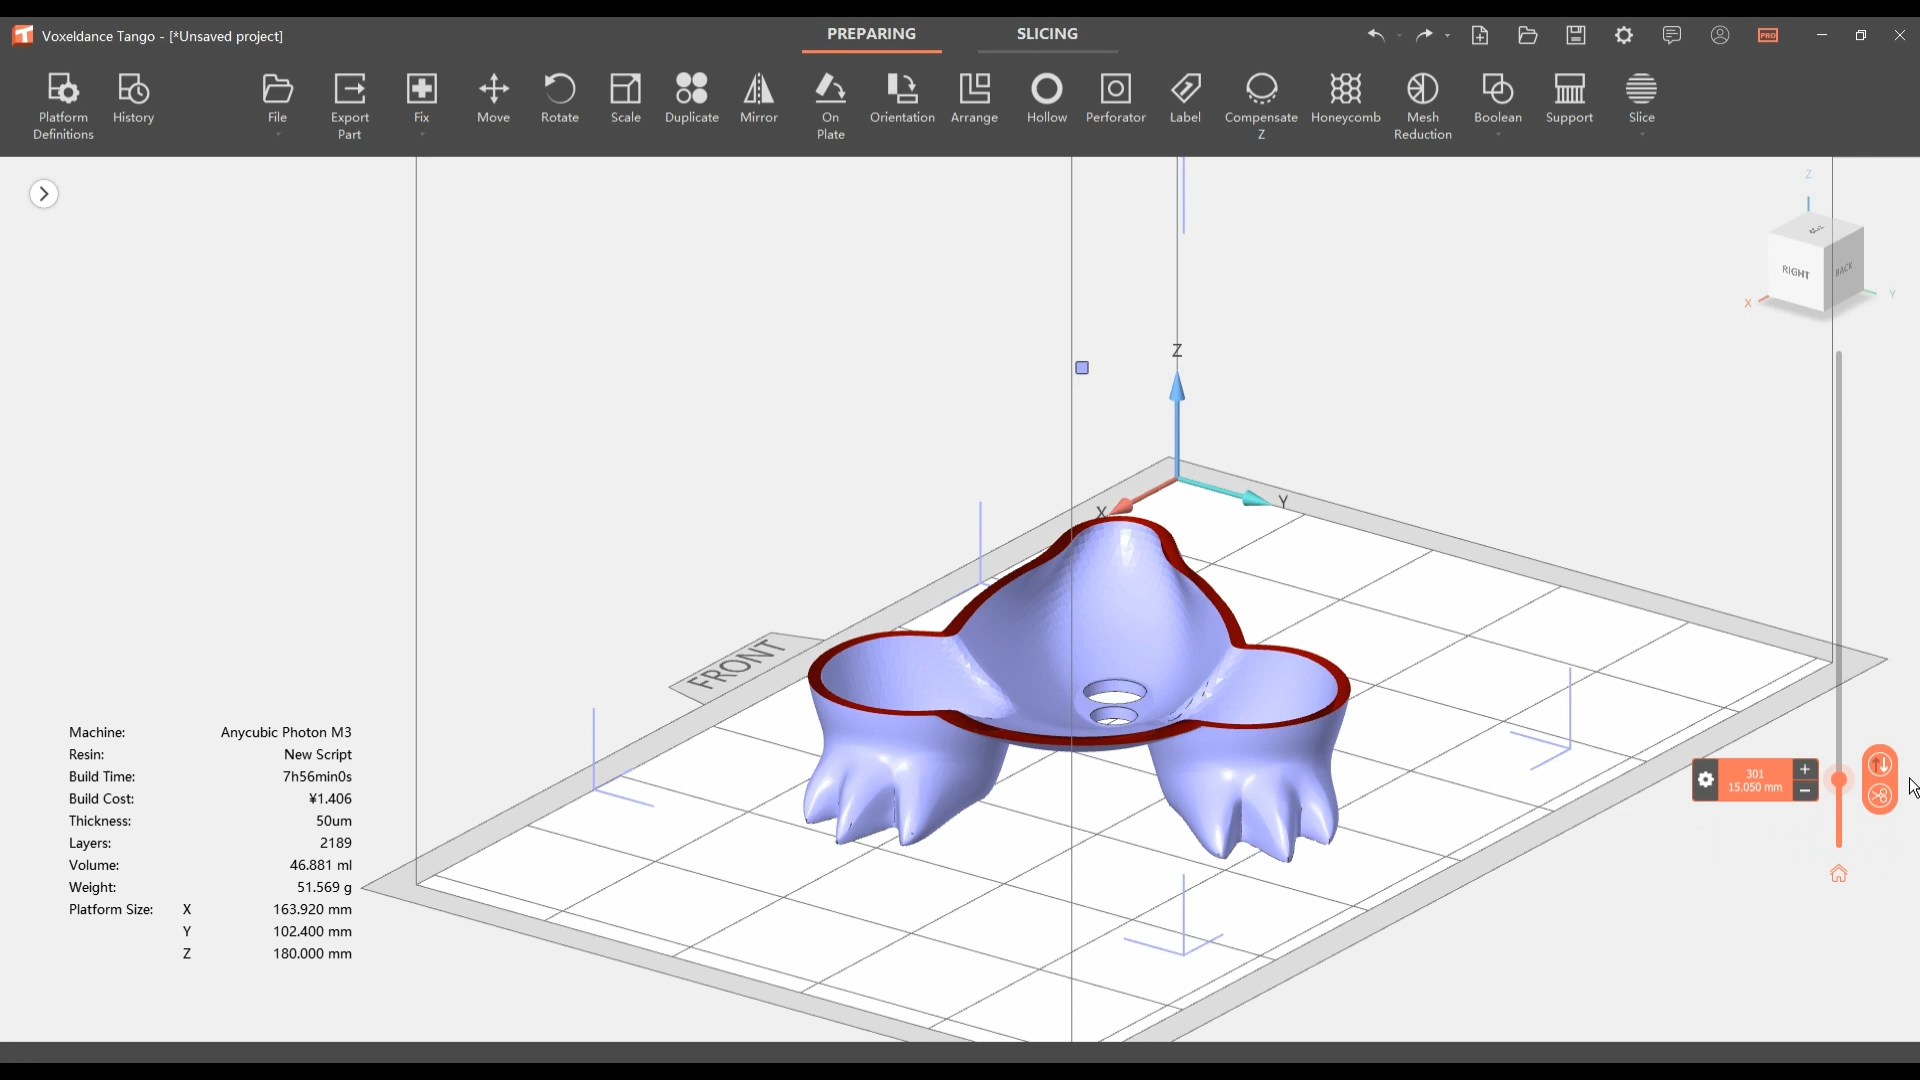 Voxeldance Tango - [*Unsaved project]
PREPARING
SLICING
PRO
Platform Definitions
History
File
Export Part
Fix
Move
Rotate
Scale
Duplicate
Mirror
On Plate
Orientation
Arrange
Hollow
Perforator
Label
Compensate Z
Honeycomb
Mesh Reduction
Boolean
Support
Slice
Z
RIGHT
BACK
X
Y
Z
Y
X
FRONT
301
15.050 mm
Machine: Anycubic Photon M3
Resin: New Script
Build Time: 7h56min0s
Build Cost: ¥1.406
Thickness: 50um
Layers: 2189
Volume: 46.881 ml
Weight: 51.569 g
Platform Size: X 163.920 mm
Y 102.400 mm
Z 180.000 mm